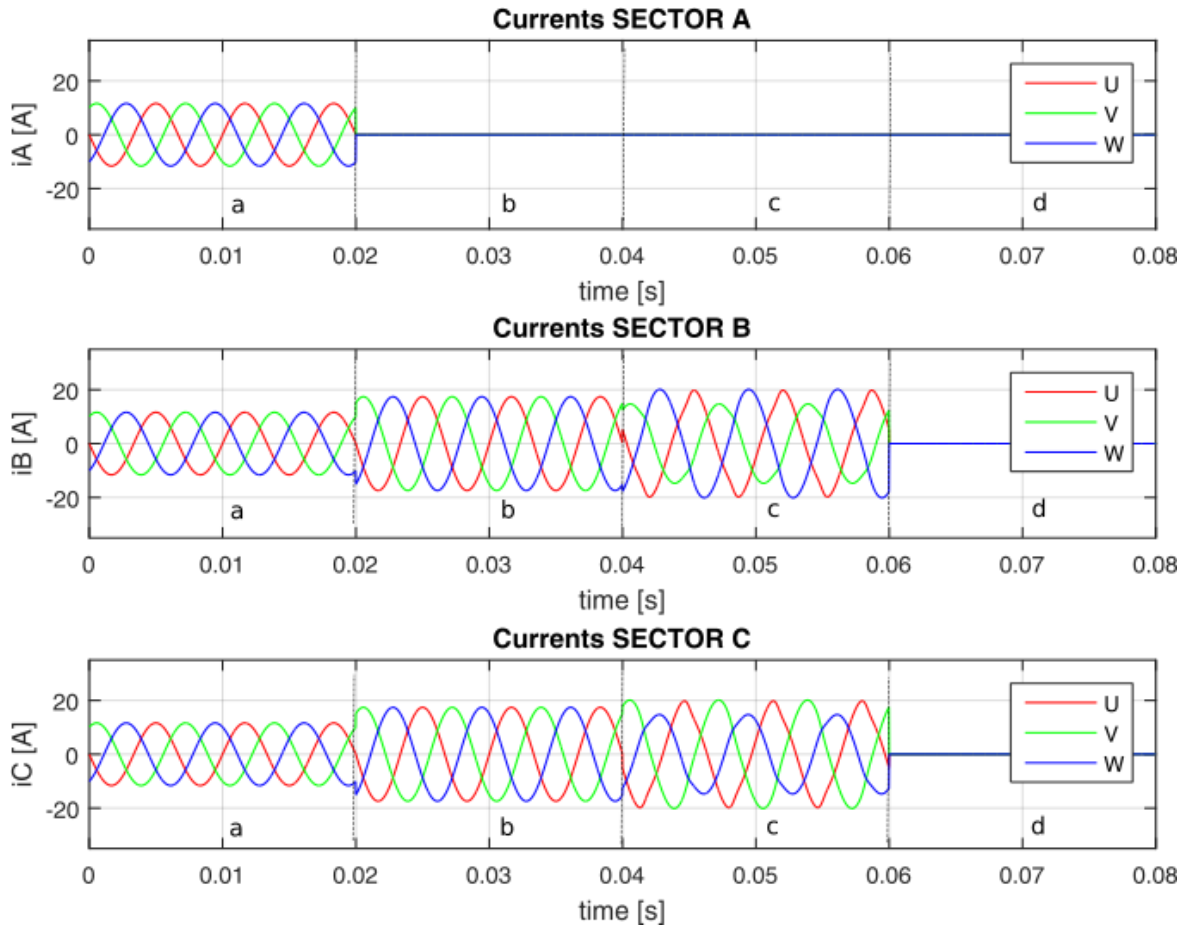 Currents SECTOR A
iA [A]
20
0
-20
U
V
W
a b c d
0 0.01 0.02 0.03 0.04 0.05 0.06 0.07 0.08
time [s]
Currents SECTOR B
iB [A]
20
0
-20
U
V
W
a b c d
0 0.01 0.02 0.03 0.04 0.05 0.06 0.07 0.08
time [s]
Currents SECTOR C
iC [A]
20
0
-20
U
V
W
a b c d
0 0.01 0.02 0.03 0.04 0.05 0.06 0.07 0.08
time [s]